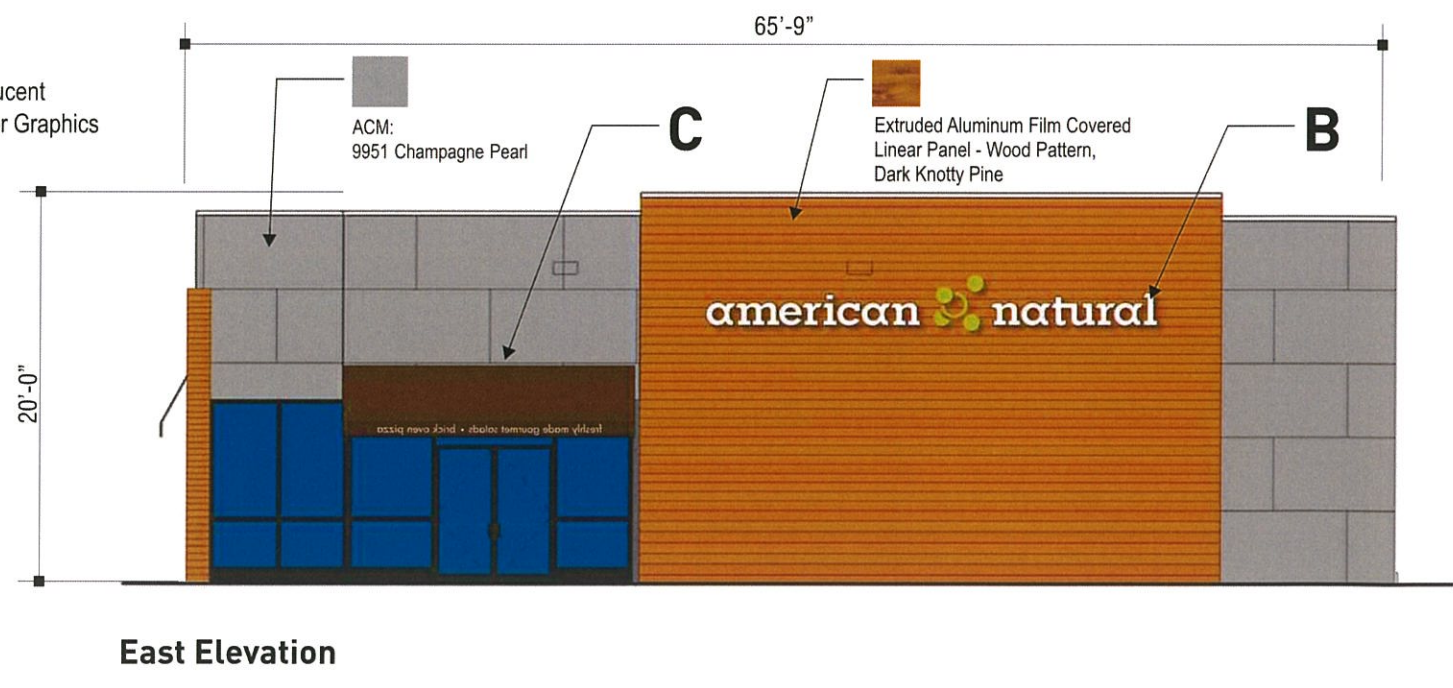 65'-9"
ucent
r Graphics
ACM:
9951 Champagne Pearl
C
Extruded Aluminum Film Covered
Linear Panel - Wood Pattern,
Dark Knotty Pine
B
american natural
20'-0"
freshly made gourmet salads • brick oven pizza
East Elevation